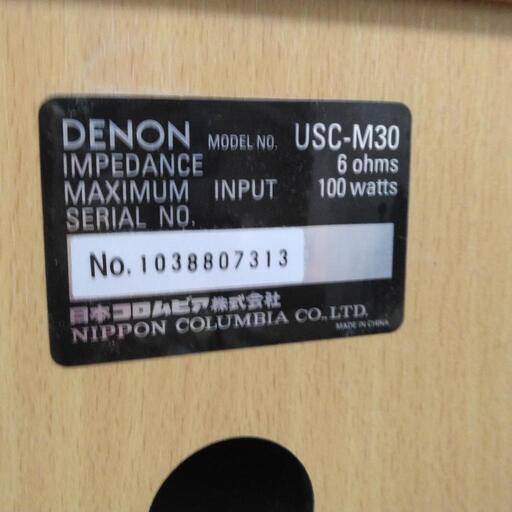 DENON MODEL NO. USC-M30
IMPEDANCE 6 ohms
MAXIMUM INPUT 100 watts
SERIAL NO.
No. 1038807313
日本コロムビア株式会社
NIPPON COLUMBIA CO., LTD.
MADE IN CHINA